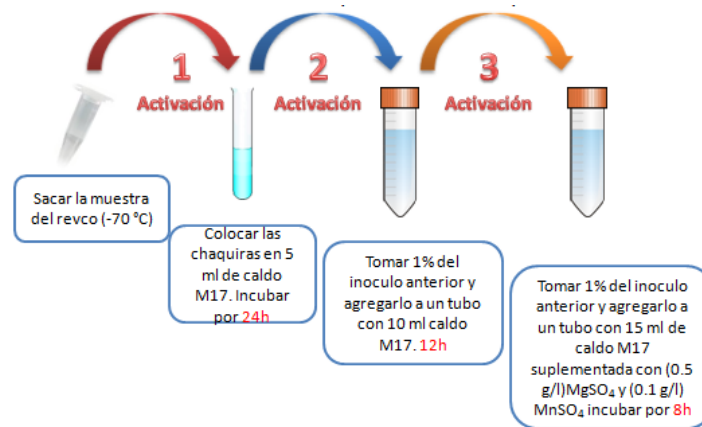 1
Activación
2
Activación
3
Activación
Sacar la muestra
del revco (-70 °C)
Colocar las
chaquiras en 5
ml de caldo
M17. Incubar
por 24h
Tomar 1% del
inoculo anterior y
agregarlo a un tubo
con 10 ml caldo
M17. 12h
Tomar 1% del inoculo
anterior y agregarlo a
un tubo con 15 ml de
caldo M17
suplementada con (0.5
g/l)MgSO₄ y (0.1 g/l)
MnSO₄ incubar por 8h